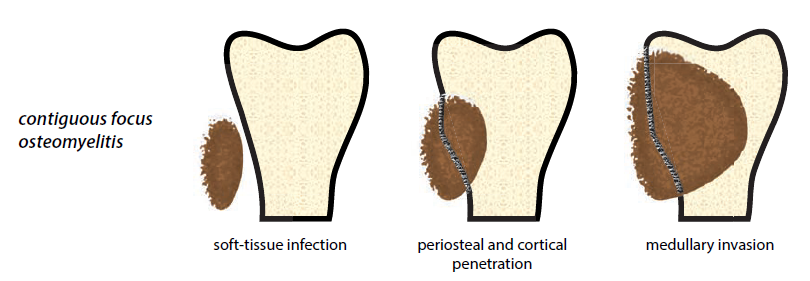 contiguous focus
osteomyelitis
soft-tissue infection
periosteal and cortical
penetration
medullary invasion